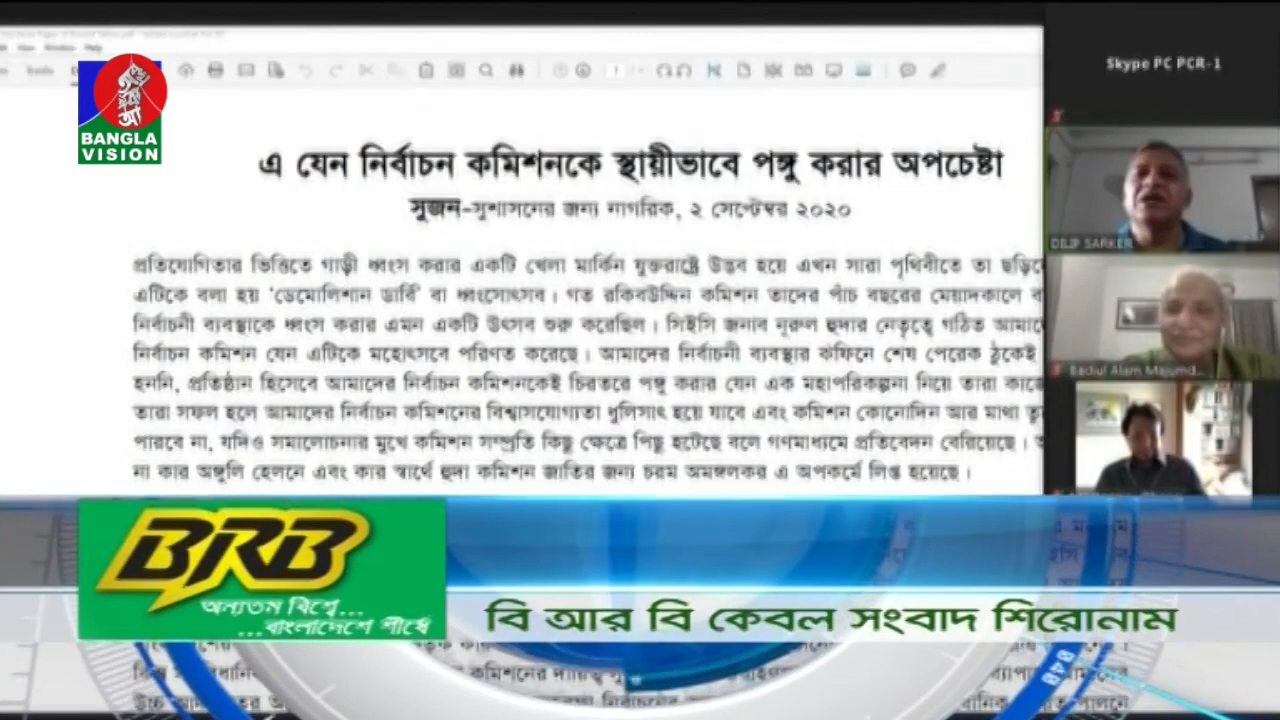 Skype PC PCR-1
BANGLA
VISION
এ যেন নির্বাচন কমিশনকে স্থায়ীভাবে পঙ্গু করার অপচেষ্টা
সুজন-সুশাসনের জন্য নাগরিক, ২ সেপ্টেম্বর ২০২০
DILIP SARKER
প্রতিযোগিতার ভিত্তিতে গাড়ী ধ্বংস করার একটি খেলা মার্কিন যুক্তরাষ্ট্রে উদ্ভব হয়ে এখন সারা পৃথিবীতে তা
এটিকে বলা হয় 'ডেমোলিশান ডার্বি' বা ধ্বংসোৎসব। গত রকিবউদ্দিন কমিশন তাদের পাঁচ বছরের মেয়াদকালে
নির্বাচনী ব্যবস্থাকে ধ্বংস করার এমন একটি উৎসব শুরু করেছিল। সিইসি জনাব নূরুল হুদার নেতৃত্বে গঠিত
নির্বাচন কমিশন যেন এটিকে মহোৎসবে পরিণত করেছে। আমাদের নির্বাচনী ব্যবস্থার কফিনে শেষ পেরেক ঠুকেই
Badiul Alam Majumd...
হননি, প্রতিষ্ঠান হিসেবে আমাদের নির্বাচন কমিশনকেই চিরতরে পঙ্গু করার যেন এক মহাপরিকল্পনা নিয়ে তারা
তারা সফল হলে আমাদের নির্বাচন কমিশনের বিশ্বাসযোগ্যতা ধূলিসাৎ হয়ে যাবে এবং কমিশন কোনোদিন আর মাথা
পারবে না, যদিও সমালোচনার মুখে কমিশন সম্প্রতি কিছু ক্ষেত্রে পিছু হটেছে বলে গণমাধ্যমে প্রতিবেদন বেরিয়েছে।
না কার অঙ্গুলি হেলনে এবং কার স্বার্থে হুদা কমিশন জাতির জন্য চরম অমঙ্গলকর এ অপকর্মে লিপ্ত হয়েছে।
BRB
অন্যতম বিশ্বে...
...বাংলাদেশে শীর্ষে
বি আর বি কেবল সংবাদ শিরোনাম